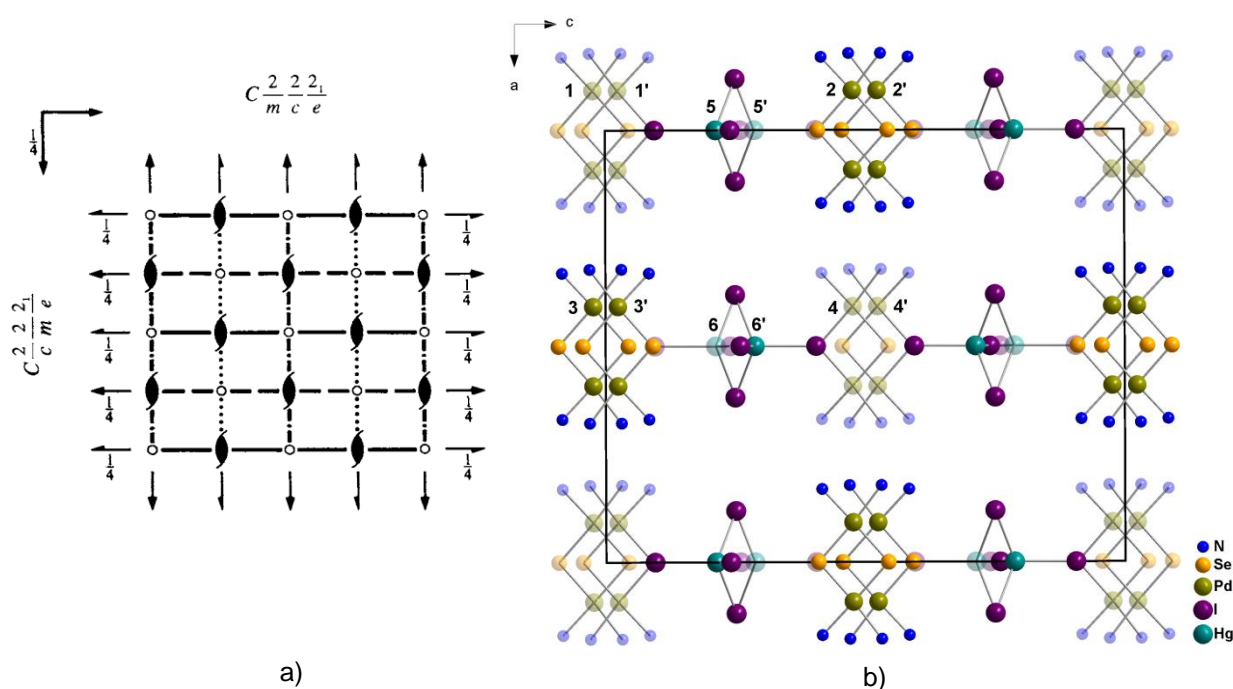 C 2/m 2/c 2₁/e
1/4
C 2/c 2/m 2₁/e
1/4 1/4
1/4 1/4
1/4 1/4
1/4 1/4
1/4 1/4
a)
c
a
1 1' 5 5' 2 2'
3 3' 6 6' 4 4'
N
Se
Pd
I
Hg
b)